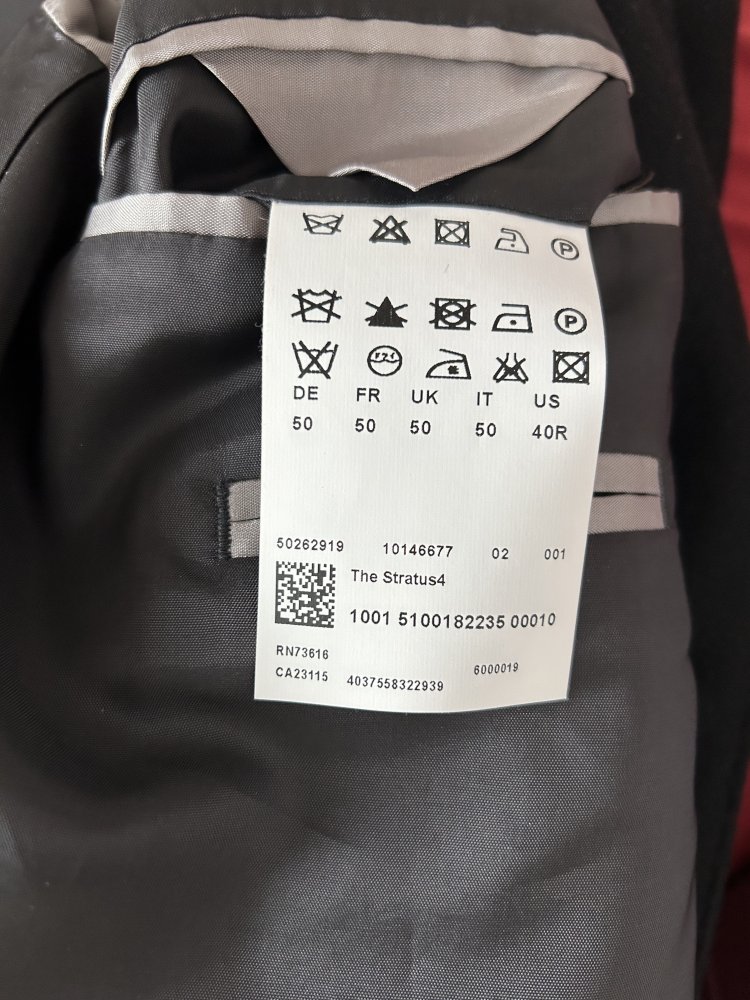 P
P
DE FR UK IT US
50 50 50 50 40R
50262919 10146677 02 001
The Stratus4
1001 5100182235 00010
RN73616
CA23115 4037558322939 6000019